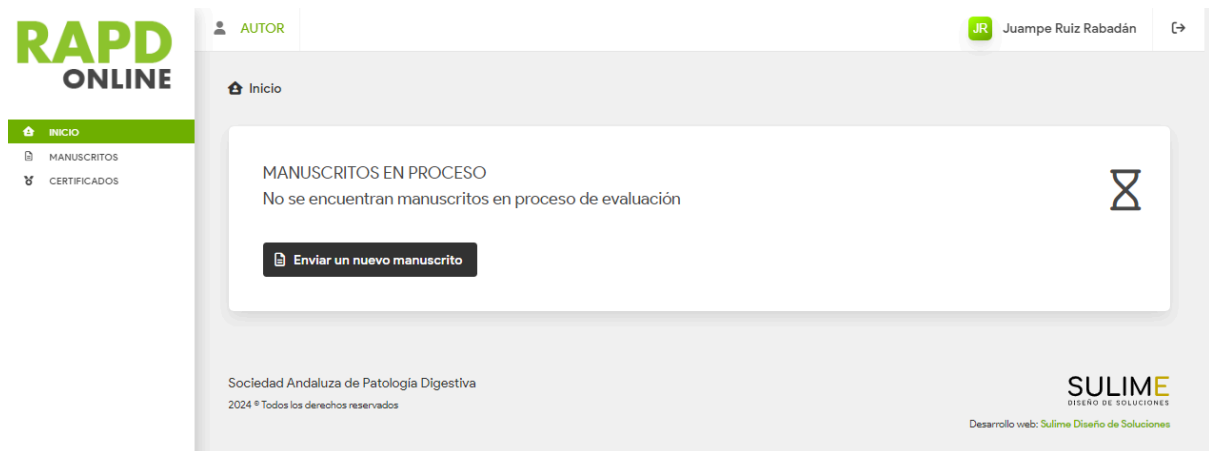 RAPD
ONLINE
INICIO
MANUSCRITOS
CERTIFICADOS
AUTOR
JR Juampe Ruiz Rabadán
Inicio
MANUSCRITOS EN PROCESO
No se encuentran manuscritos en proceso de evaluación
Enviar un nuevo manuscrito
Sociedad Andaluza de Patología Digestiva
2024 © Todos los derechos reservados
SULIME
DISEÑO DE SOLUCIONES
Desarrollo web: Sulime Diseño de Soluciones